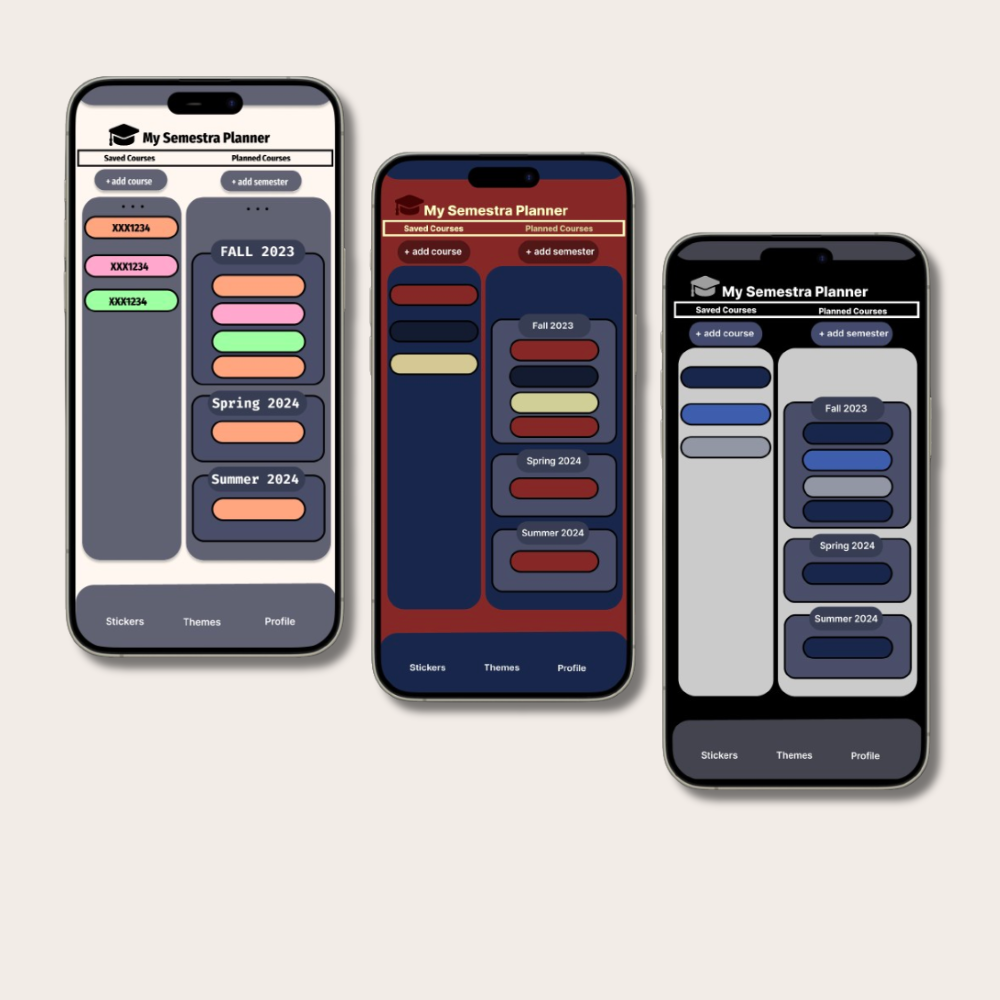 My Semestra Planner
Saved Courses Planned Courses
+ add course + add semester
XXX1234
XXX1234
XXX1234
FALL 2023
Spring 2024
Summer 2024
Stickers Themes Profile
My Semestra Planner
Saved Courses Planned Courses
+ add course + add semester
Fall 2023
Spring 2024
Summer 2024
Stickers Themes Profile
My Semestra Planner
Saved Courses Planned Courses
+ add course + add semester
Fall 2023
Spring 2024
Summer 2024
Stickers Themes Profile